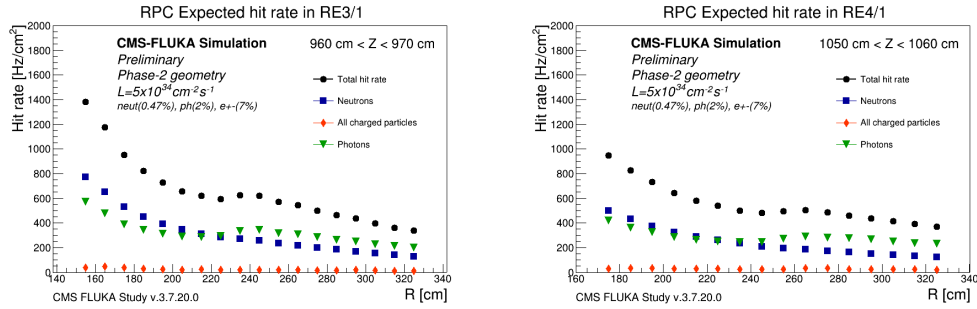 RPC Expected hit rate in RE3/1
Hit rate [Hz/cm²]
2000
1800
1600
1400
1200
1000
800
600
400
200
0
CMS-FLUKA Simulation
960 cm < Z < 970 cm
Preliminary
Phase-2 geometry
L=5x10³⁴cm⁻²s⁻¹
neut(0.47%), ph(2%), e+-(7%)
Total hit rate
Neutrons
All charged particles
Photons
140 160 180 200 220 240 260 280 300 320 340
R [cm]
CMS FLUKA Study v.3.7.20.0
RPC Expected hit rate in RE4/1
Hit rate [Hz/cm²]
2000
1800
1600
1400
1200
1000
800
600
400
200
0
CMS-FLUKA Simulation
1050 cm < Z < 1060 cm
Preliminary
Phase-2 geometry
L=5x10³⁴cm⁻²s⁻¹
neut(0.47%), ph(2%), e+-(7%)
Total hit rate
Neutrons
All charged particles
Photons
160 180 200 220 240 260 280 300 320 340
R [cm]
CMS FLUKA Study v.3.7.20.0